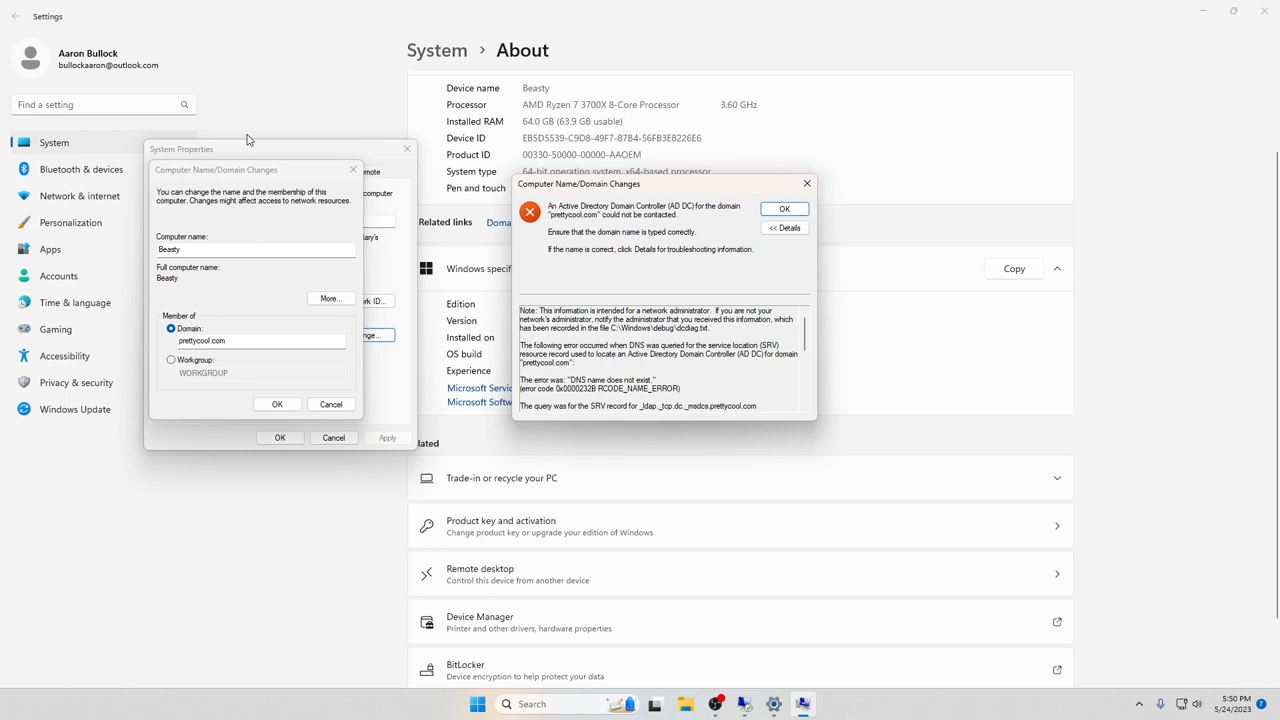 Settings
Aaron Bullock
bullockaaron@outlook.com
Find a setting
System
Bluetooth & devices
Network & internet
Personalization
Apps
Accounts
Time & language
Gaming
Accessibility
Privacy & security
Windows Update
System > About
Device name Beasty
Processor AMD Ryzen 7 3700X 8-Core Processor 3.60 GHz
Installed RAM 64.0 GB (63.9 GB usable)
Device ID EB5D5539-C9D8-49F7-87B4-56FB3E8226E6
Product ID 00330-50000-00000-AAOEM
System type 64-bit operating system, x64-based processor
Pen and touch
Related links Doma
Windows specif
Copy
Edition
Version
Installed on
OS build
Experience
Microsoft Servic
Microsoft Softw
lated
Trade-in or recycle your PC
Product key and activation
Change product key or upgrade your edition of Windows
Remote desktop
Control this device from another device
Device Manager
Printer and other drivers, hardware properties
BitLocker
Device encryption to help protect your data
System Properties
emote
computer
ary's
rk ID...
nge...
OK Cancel Apply
Computer Name/Domain Changes
You can change the name and the membership of this
computer. Changes might affect access to network resources.
Computer name:
Beasty
Full computer name:
Beasty
More...
Member of
Domain:
prettycool.com
Workgroup:
WORKGROUP
OK Cancel
Computer Name/Domain Changes
An Active Directory Domain Controller (AD DC) for the domain
"prettycool.com" could not be contacted.
Ensure that the domain name is typed correctly.
If the name is correct, click Details for troubleshooting information.
OK
<< Details
Note: This information is intended for a network administrator. If you are not your
network's administrator, notify the administrator that you received this information, which
has been recorded in the file C:\Windows\debug\dcdiag.txt.
The following error occurred when DNS was queried for the service location (SRV)
resource record used to locate an Active Directory Domain Controller (AD DC) for domain
"prettycool.com":
The error was: "DNS name does not exist."
(error code 0x0000232B RCODE_NAME_ERROR)
The query was for the SRV record for _ldap._tcp.dc._msdcs.prettycool.com
Search
5:50 PM
5/24/2023
7